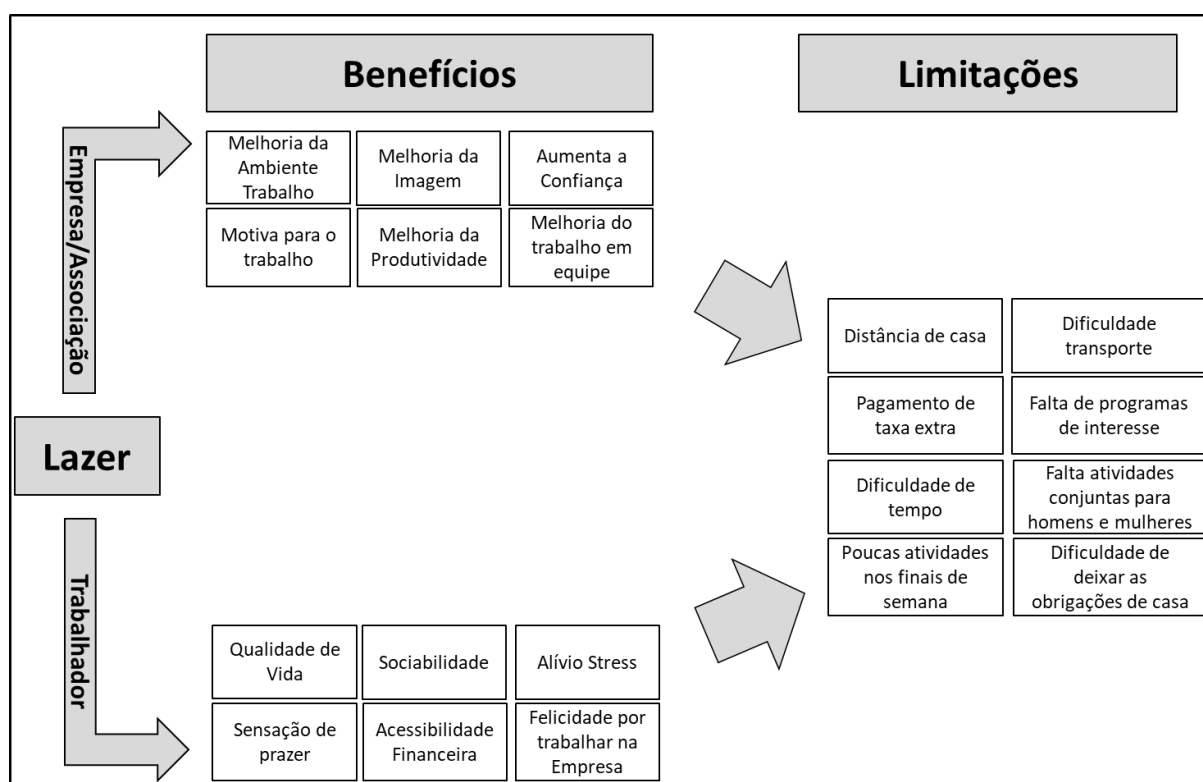 Benefícios
Limitações
Empresa/Associação
Melhoria da
Ambiente
Trabalho
Melhoria da
Imagem
Aumenta a
Confiança
Motiva para o
trabalho
Melhoria da
Produtividade
Melhoria do
trabalho em
equipe
Distância de casa
Dificuldade
transporte
Pagamento de
taxa extra
Falta de programas
de interesse
Dificuldade de
tempo
Falta atividades
conjuntas para
homens e mulheres
Poucas atividades
nos finais de
semana
Dificuldade de
deixar as
obrigações de casa
Lazer
Trabalhador
Qualidade de
Vida
Sociabilidade
Alívio Stress
Sensação de
prazer
Acessibilidade
Financeira
Felicidade por
trabalhar na
Empresa